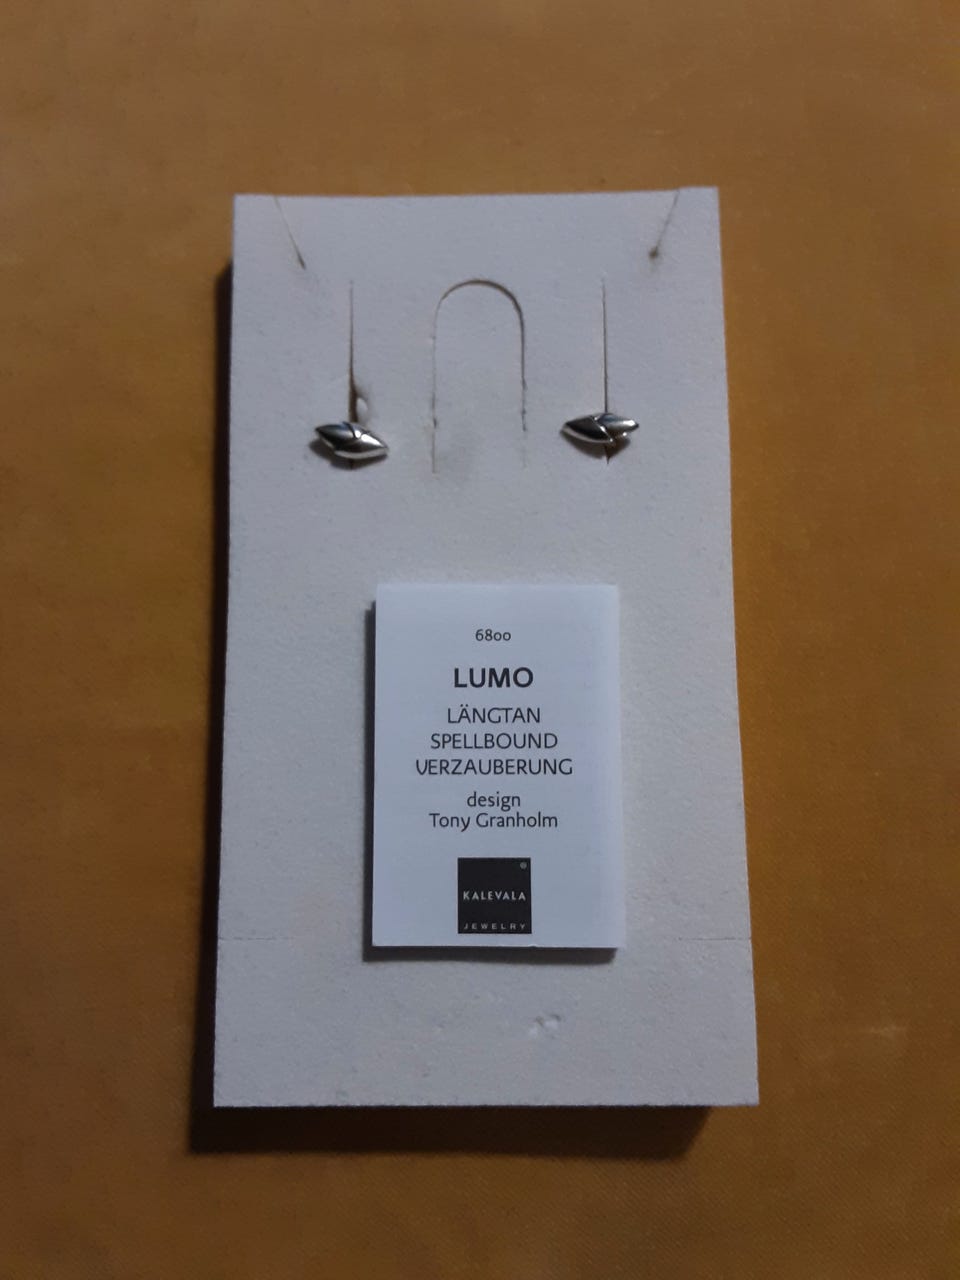 6800
LUMO
LÄNGTAN
SPELLBOUND
VERZAUBERUNG
design
Tony Granholm
®
KALEVALA
JEWELRY